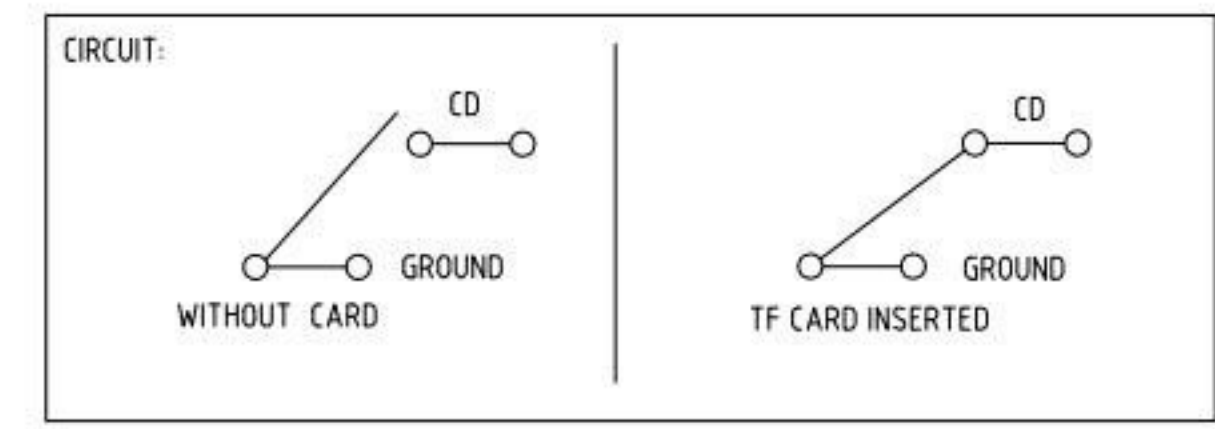 CIRCUIT:
CD
GROUND
WITHOUT CARD
CD
GROUND
TF CARD INSERTED